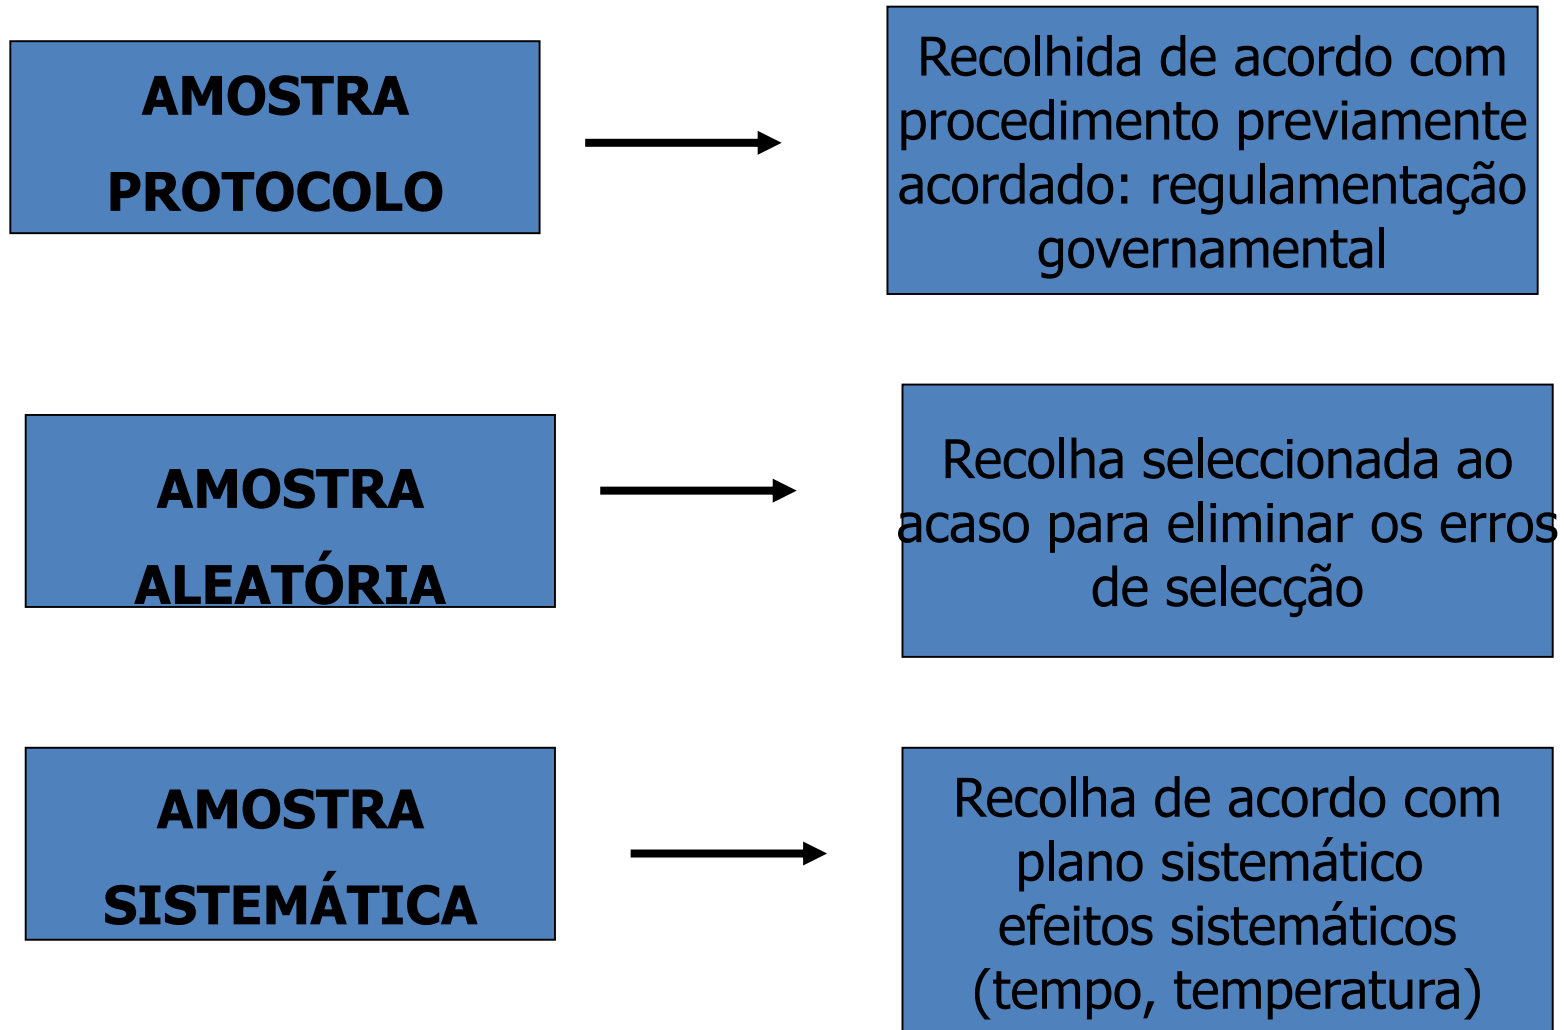 AMOSTRA
PROTOCOLO
Recolhida de acordo com
procedimento previamente
acordado: regulamentação
governamental
AMOSTRA
ALEATÓRIA
Recolha seleccionada ao
acaso para eliminar os erros
de selecção
AMOSTRA
SISTEMÁTICA
Recolha de acordo com
plano sistemático
efeitos sistemáticos
(tempo, temperatura)